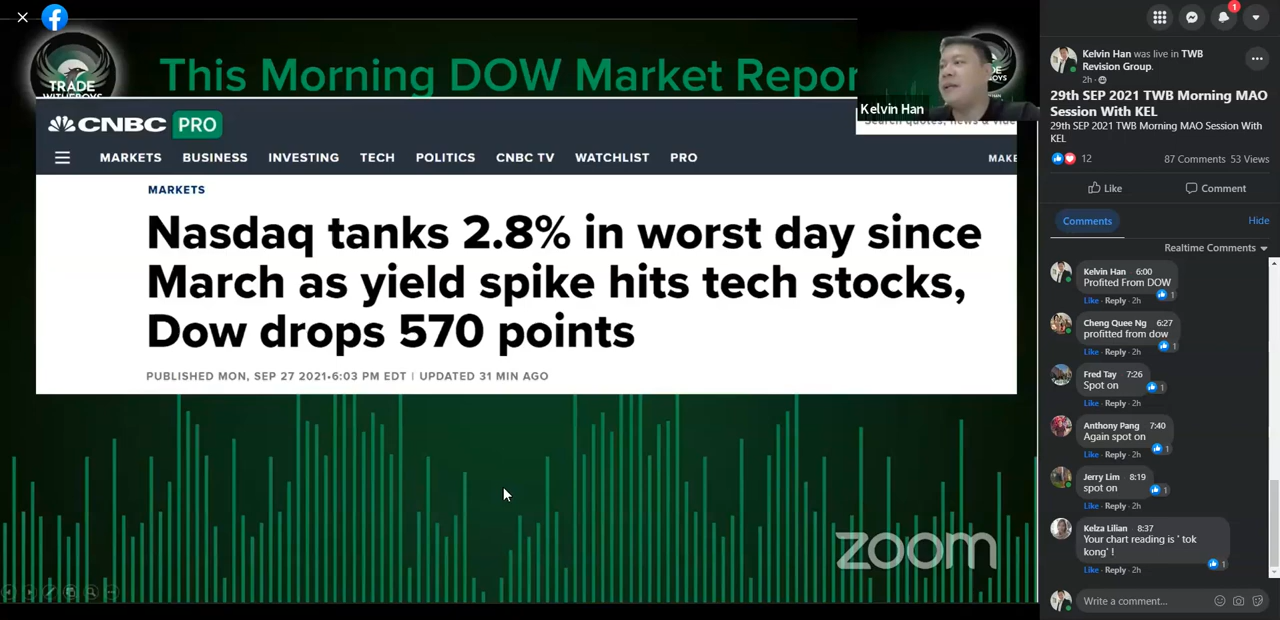 This Morning DOW Market Repor
TRADE
WITHEBOYS
Kelvin Han
CNBC PRO
MARKETS BUSINESS INVESTING TECH POLITICS CNBC TV WATCHLIST PRO
MAKE
MARKETS
Nasdaq tanks 2.8% in worst day since
March as yield spike hits tech stocks,
Dow drops 570 points
PUBLISHED MON, SEP 27 2021•6:03 PM EDT | UPDATED 31 MIN AGO
zoom
1
Kelvin Han was live in TWB
Revision Group.
2h
29th SEP 2021 TWB Morning MAO
Session With KEL
29th SEP 2021 TWB Morning MAO Session With
KEL
12
87 Comments 53 Views
Like
Comment
Comments
Hide
Realtime Comments
Kelvin Han 6:00
Profited From DOW
1
Like · Reply · 2h
Cheng Quee Ng 6:27
profitted from dow
1
Like · Reply · 2h
Fred Tay 7:26
Spot on
1
Like · Reply · 2h
Anthony Pang 7:40
Again spot on
1
Like · Reply · 2h
Jerry Lim 8:19
spot on
1
Like · Reply · 2h
Kelza Lilian 8:37
Your chart reading is ' tok
kong' !
1
Like · Reply · 2h
Write a comment...